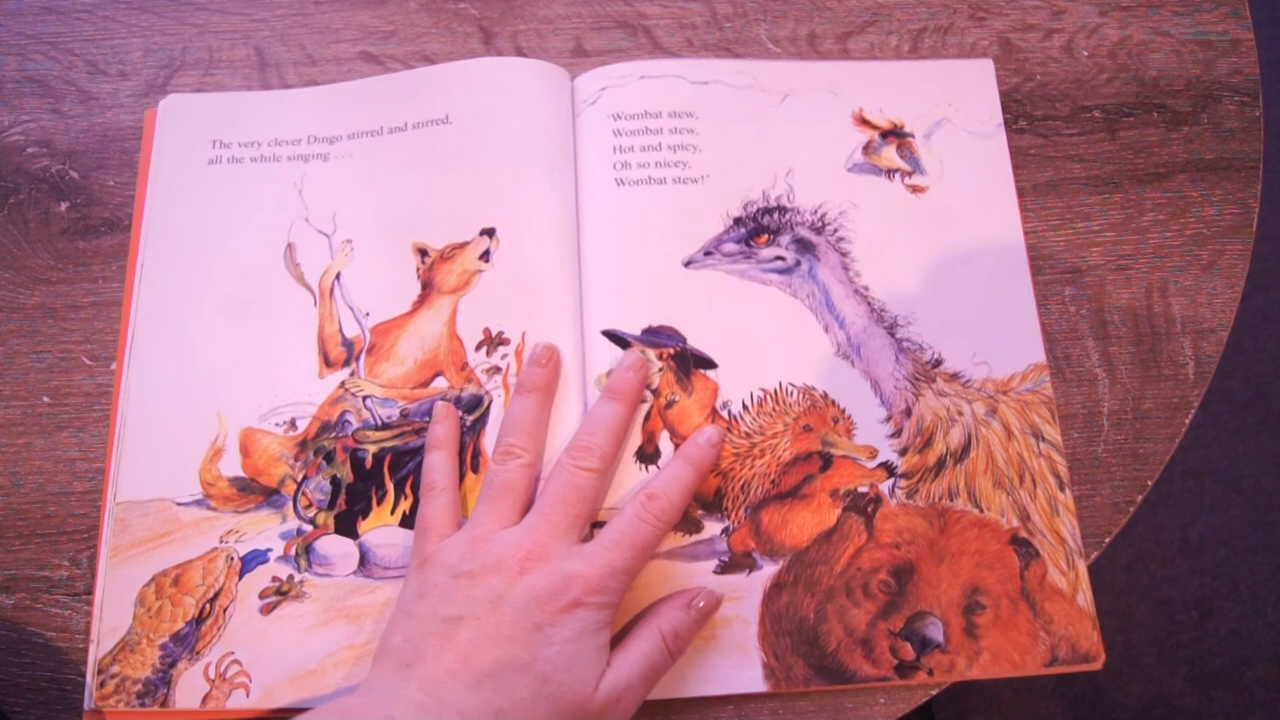 The very clever Dingo stirred and stirred,
all the while singing . . .
'Wombat stew,
Wombat stew,
Hot and spicy,
Oh so nicey,
Wombat stew!'